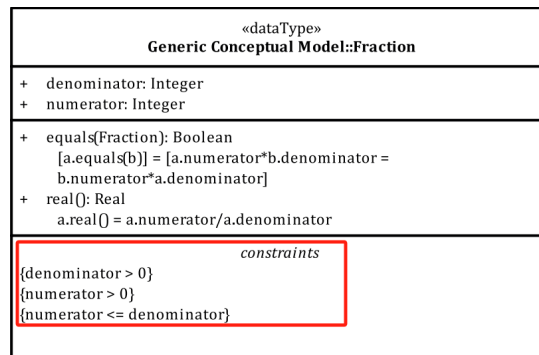 «dataType»
Generic Conceptual Model::Fraction
+ denominator: Integer
+ numerator: Integer
+ equals(Fraction): Boolean
[a.equals(b)] = [a.numerator*b.denominator =
b.numerator*a.denominator]
+ real(): Real
a.real() = a.numerator/a.denominator
constraints
{denominator > 0}
{numerator > 0}
{numerator <= denominator}